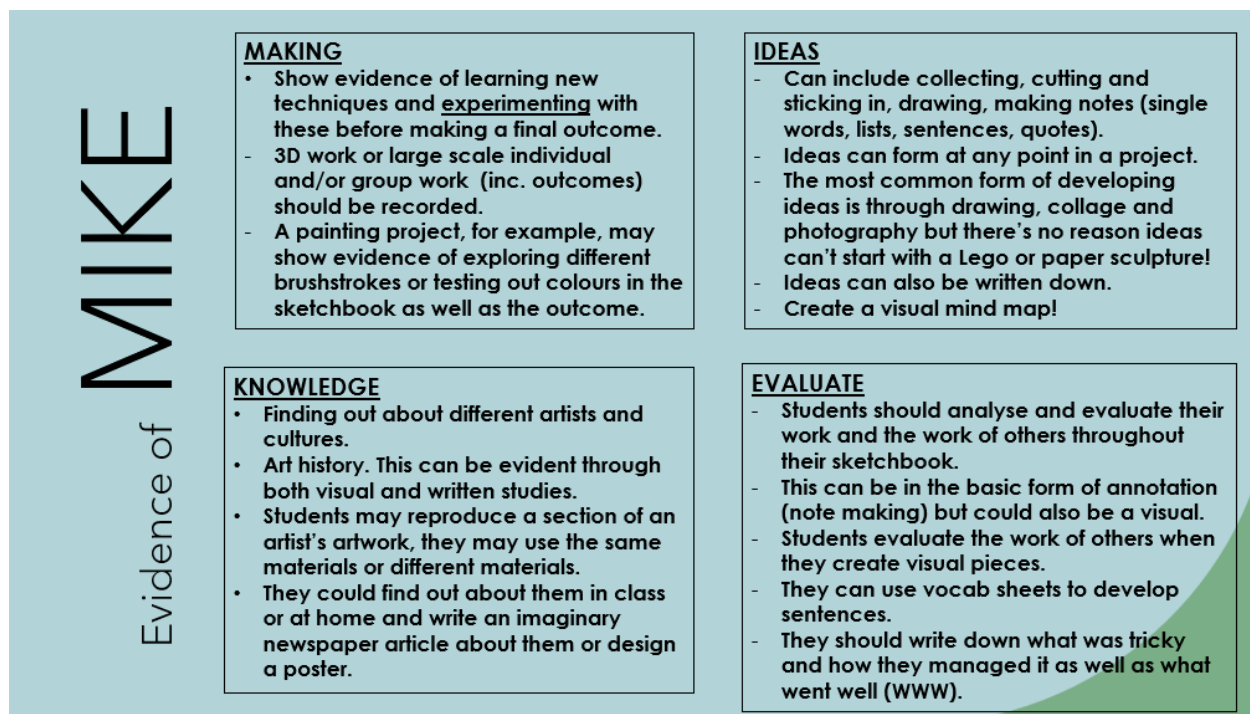 Evidence of MIKE
MAKING
• Show evidence of learning new
techniques and experimenting with
these before making a final outcome.
- 3D work or large scale individual
and/or group work (inc. outcomes)
should be recorded.
- A painting project, for example, may
show evidence of exploring different
brushstrokes or testing out colours in the
sketchbook as well as the outcome.
IDEAS
- Can include collecting, cutting and
sticking in, drawing, making notes (single
words, lists, sentences, quotes).
- Ideas can form at any point in a project.
- The most common form of developing
ideas is through drawing, collage and
photography but there's no reason ideas
can't start with a Lego or paper sculpture!
- Ideas can also be written down.
- Create a visual mind map!
KNOWLEDGE
• Finding out about different artists and
cultures.
• Art history. This can be evident through
both visual and written studies.
• Students may reproduce a section of an
artist's artwork, they may use the same
materials or different materials.
• They could find out about them in class
or at home and write an imaginary
newspaper article about them or design
a poster.
EVALUATE
- Students should analyse and evaluate their
work and the work of others throughout
their sketchbook.
- This can be in the basic form of annotation
(note making) but could also be a visual.
- Students evaluate the work of others when
they create visual pieces.
- They can use vocab sheets to develop
sentences.
- They should write down what was tricky
and how they managed it as well as what
went well (WWW).